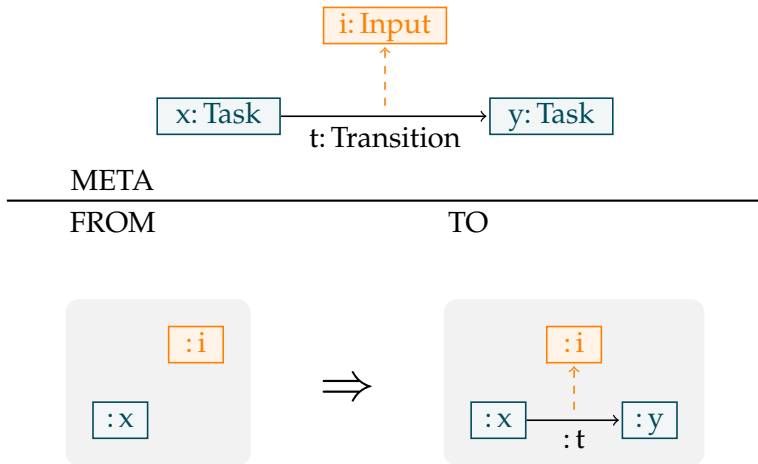 i: Input
x: Task
y: Task
t: Transition
META
FROM
TO
: i
: i
⇒
: x
: x
: y
: t